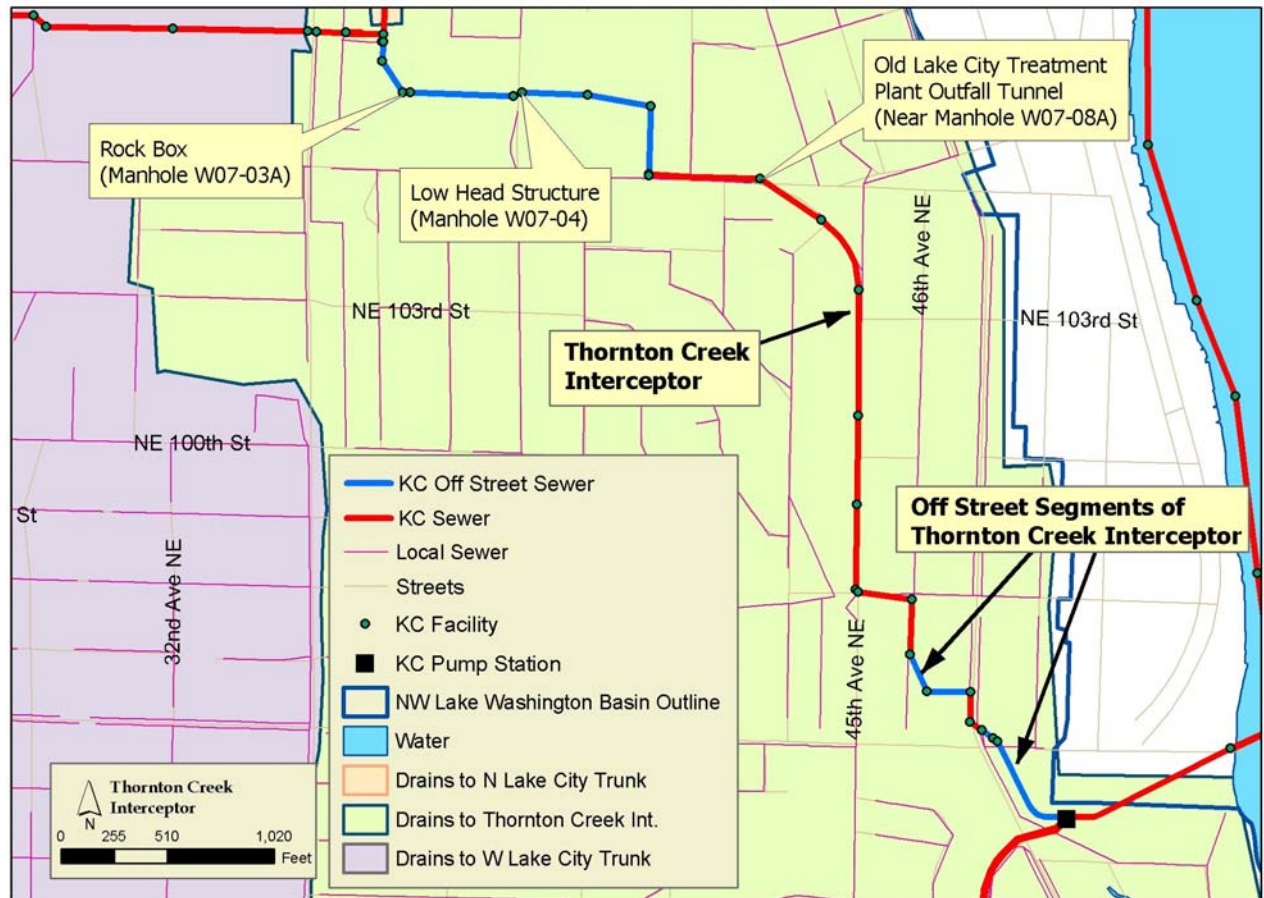 Old Lake City Treatment
Plant Outfall Tunnel
(Near Manhole W07-08A)
Rock Box
(Manhole W07-03A)
Low Head Structure
(Manhole W07-04)
46th Ave NE
NE 103rd St
NE 103rd St
Thornton Creek
Interceptor
NE 100th St
St
32nd Ave NE
45th Ave NE
Off Street Segments of
Thornton Creek Interceptor
KC Off Street Sewer
KC Sewer
Local Sewer
Streets
KC Facility
KC Pump Station
NW Lake Washington Basin Outline
Water
Drains to N Lake City Trunk
Drains to Thornton Creek Int.
Drains to W Lake City Trunk
Thornton Creek
Interceptor
N
0 255 510 1,020
Feet